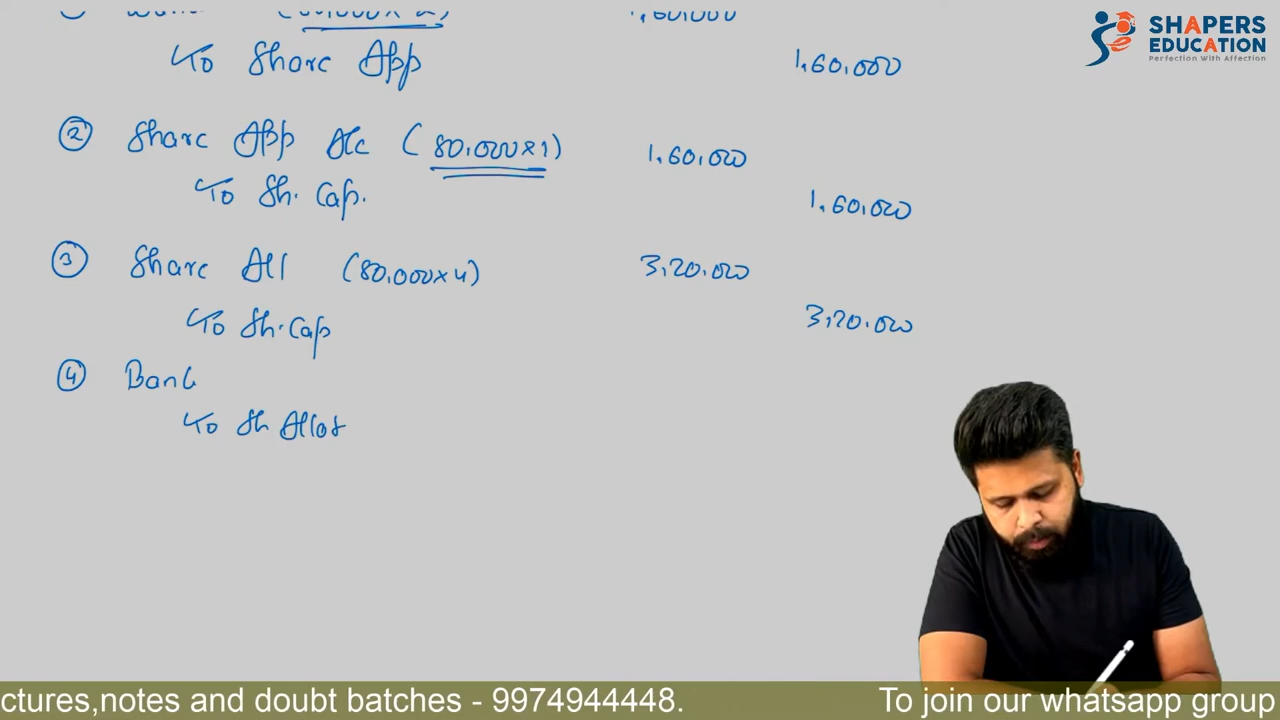 1,60,000
SHAPERS
EDUCATION
Perfection With Affection
To Share App 1,60,000
② Share App A/c (80,000 x 2) 1,60,000
To Sh. Cap. 1,60,000
③ Share All (80,000 x 4) 3,20,000
To Sh. Cap 3,20,000
④ Bank
To Sh Allot
ctures,notes and doubt batches - 9974944448. To join our whatsapp group